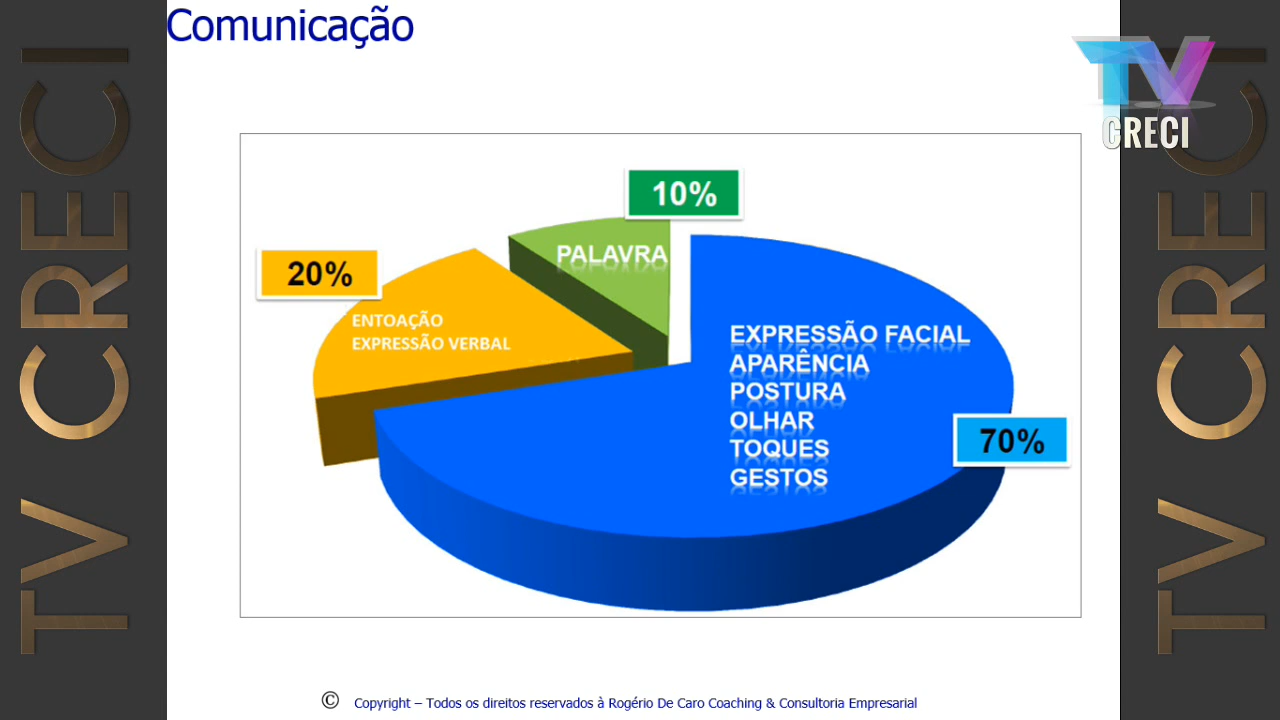 Comunicação
TV
CRECI
TV CRECI
TV CRECI
10%
PALAVRA
20%
ENTOAÇÃO
EXPRESSÃO VERBAL
EXPRESSÃO FACIAL
APARÊNCIA
POSTURA
OLHAR
TOQUES
GESTOS
70%
© Copyright – Todos os direitos reservados à Rogério De Caro Coaching & Consultoria Empresarial